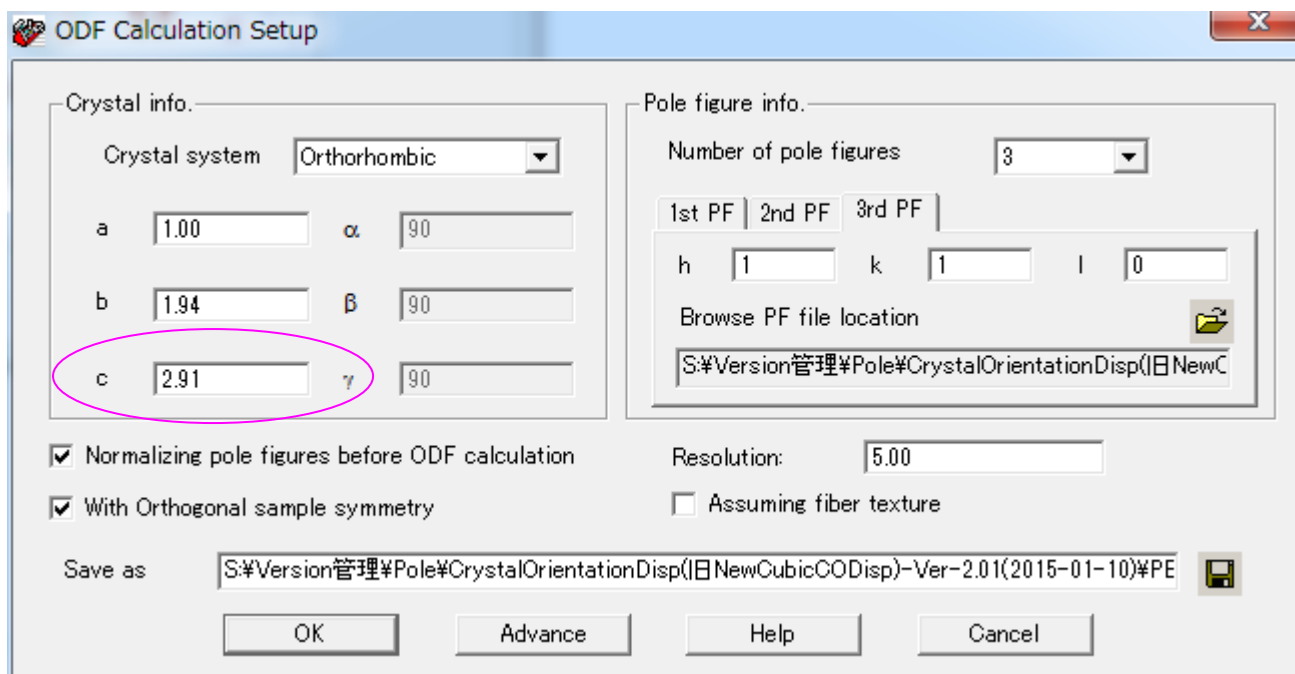 ODF Calculation Setup
Crystal info.
Crystal system Orthorhombic
a 1.00 α 90
b 1.94 β 90
c 2.91 γ 90
Pole figure info.
Number of pole figures 3
1st PF 2nd PF 3rd PF
h 1 k 1 l 0
Browse PF file location
S:¥Version管理¥Pole¥CrystalOrientationDisp(旧NewC
Normalizing pole figures before ODF calculation
Resolution: 5.00
With Orthogonal sample symmetry
Assuming fiber texture
Save as S:¥Version管理¥Pole¥CrystalOrientationDisp(旧NewCubicCODisp)-Ver-2.01(2015-01-10)¥PE
OK Advance Help Cancel